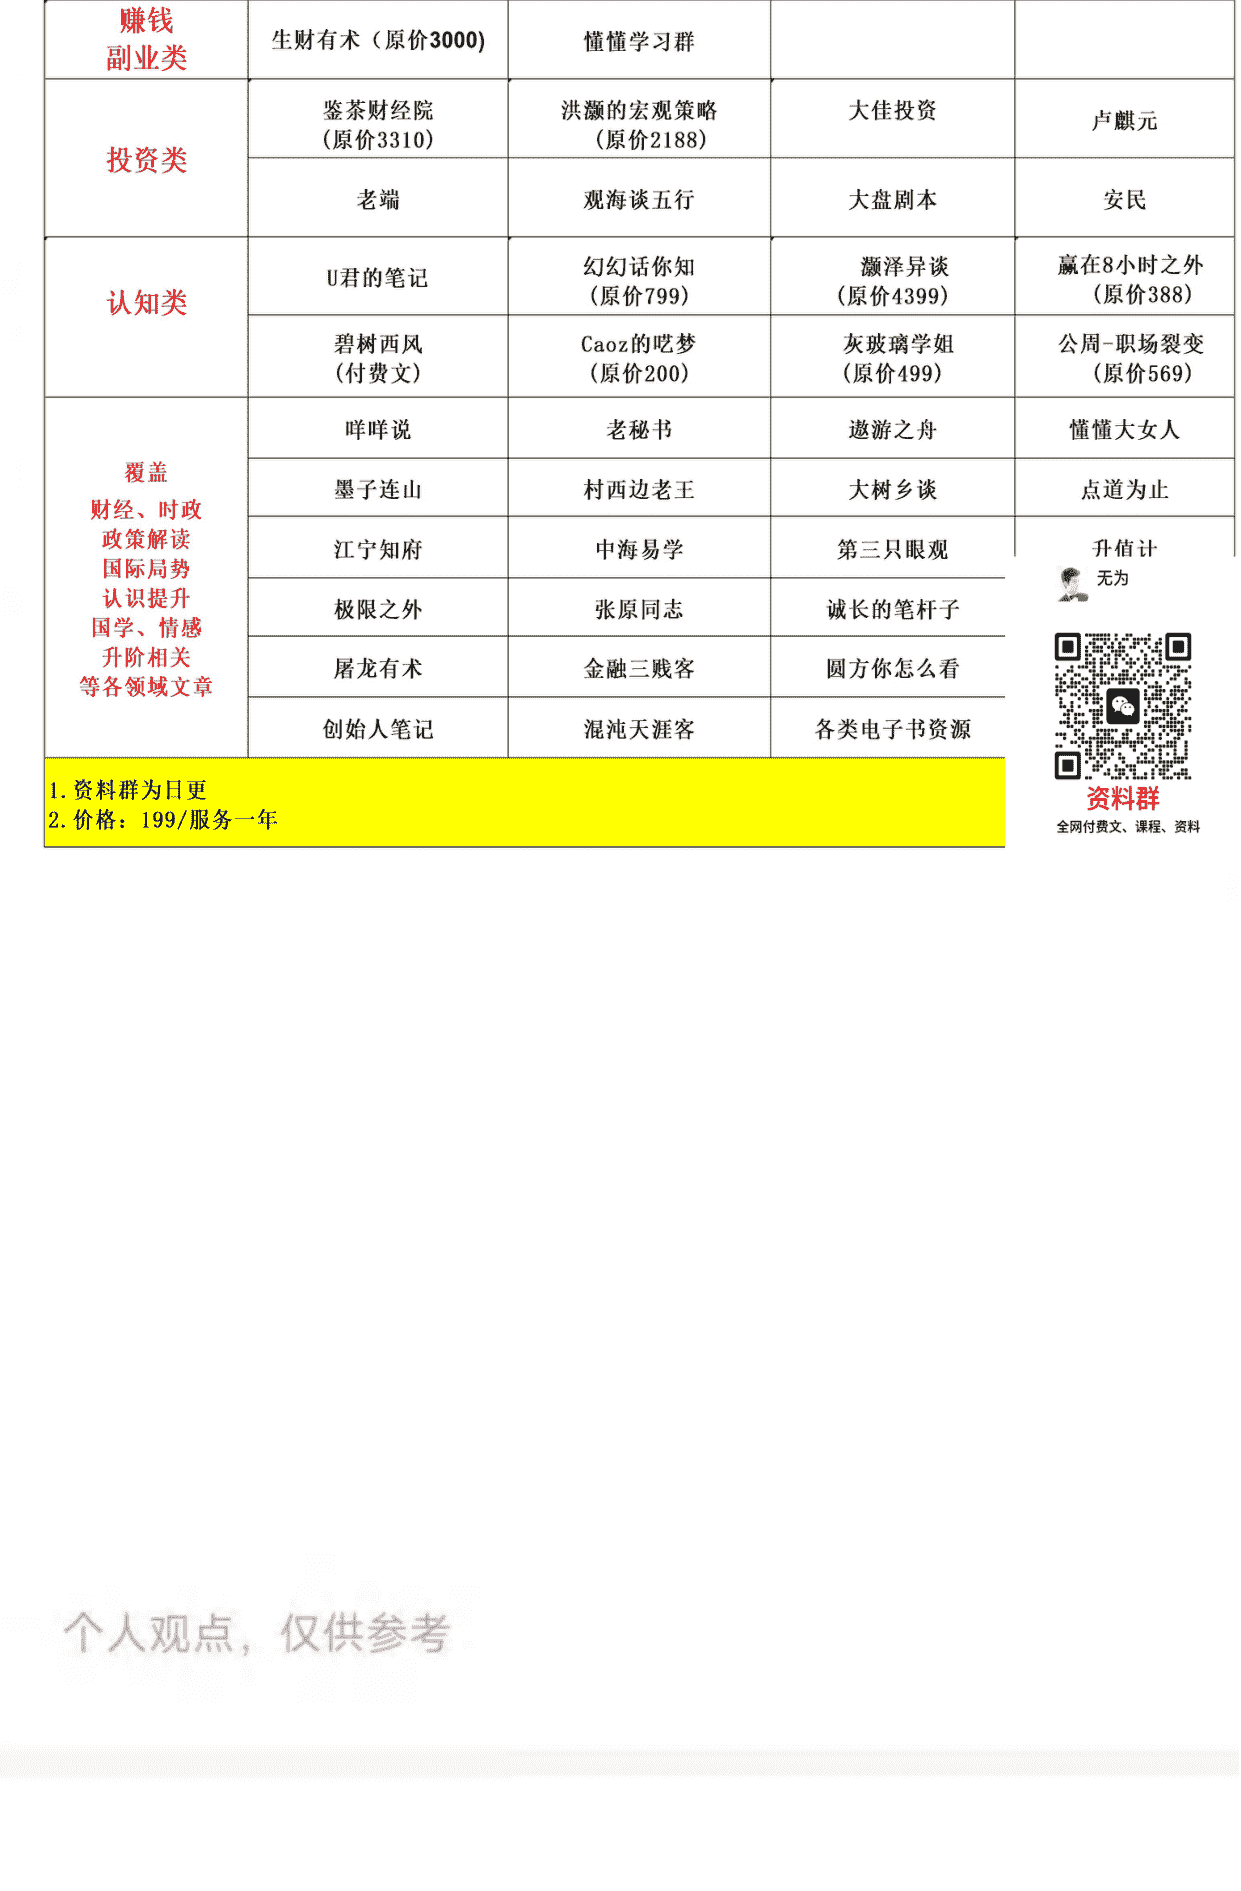 赚钱
副业类
生财有术（原价3000)
懂懂学习群
投资类
鉴茶财经院
(原价3310)
洪灏的宏观策略
(原价2188)
大佳投资
卢麒元
老端
观海谈五行
大盘剧本
安民
认知类
U君的笔记
幻幻话你知
(原价799)
灏泽异谈
(原价4399)
赢在8小时之外
(原价388)
碧树西风
(付费文)
Caoz的呓梦
(原价200)
灰玻璃学姐
(原价499)
公周-职场裂变
(原价569)
覆盖
财经、时政
政策解读
国际局势
认识提升
国学、情感
升阶相关
等各领域文章
咩咩说
老秘书
遨游之舟
懂懂大女人
墨子连山
村西边老王
大树乡谈
点道为止
江宁知府
中海易学
第三只眼观
升值计
极限之外
张原同志
诚长的笔杆子
屠龙有术
金融三贱客
圆方你怎么看
创始人笔记
混沌天涯客
各类电子书资源
1.资料群为日更
2.价格：199/服务一年
无为
资料群
全网付费文、课程、资料
个人观点，仅供参考